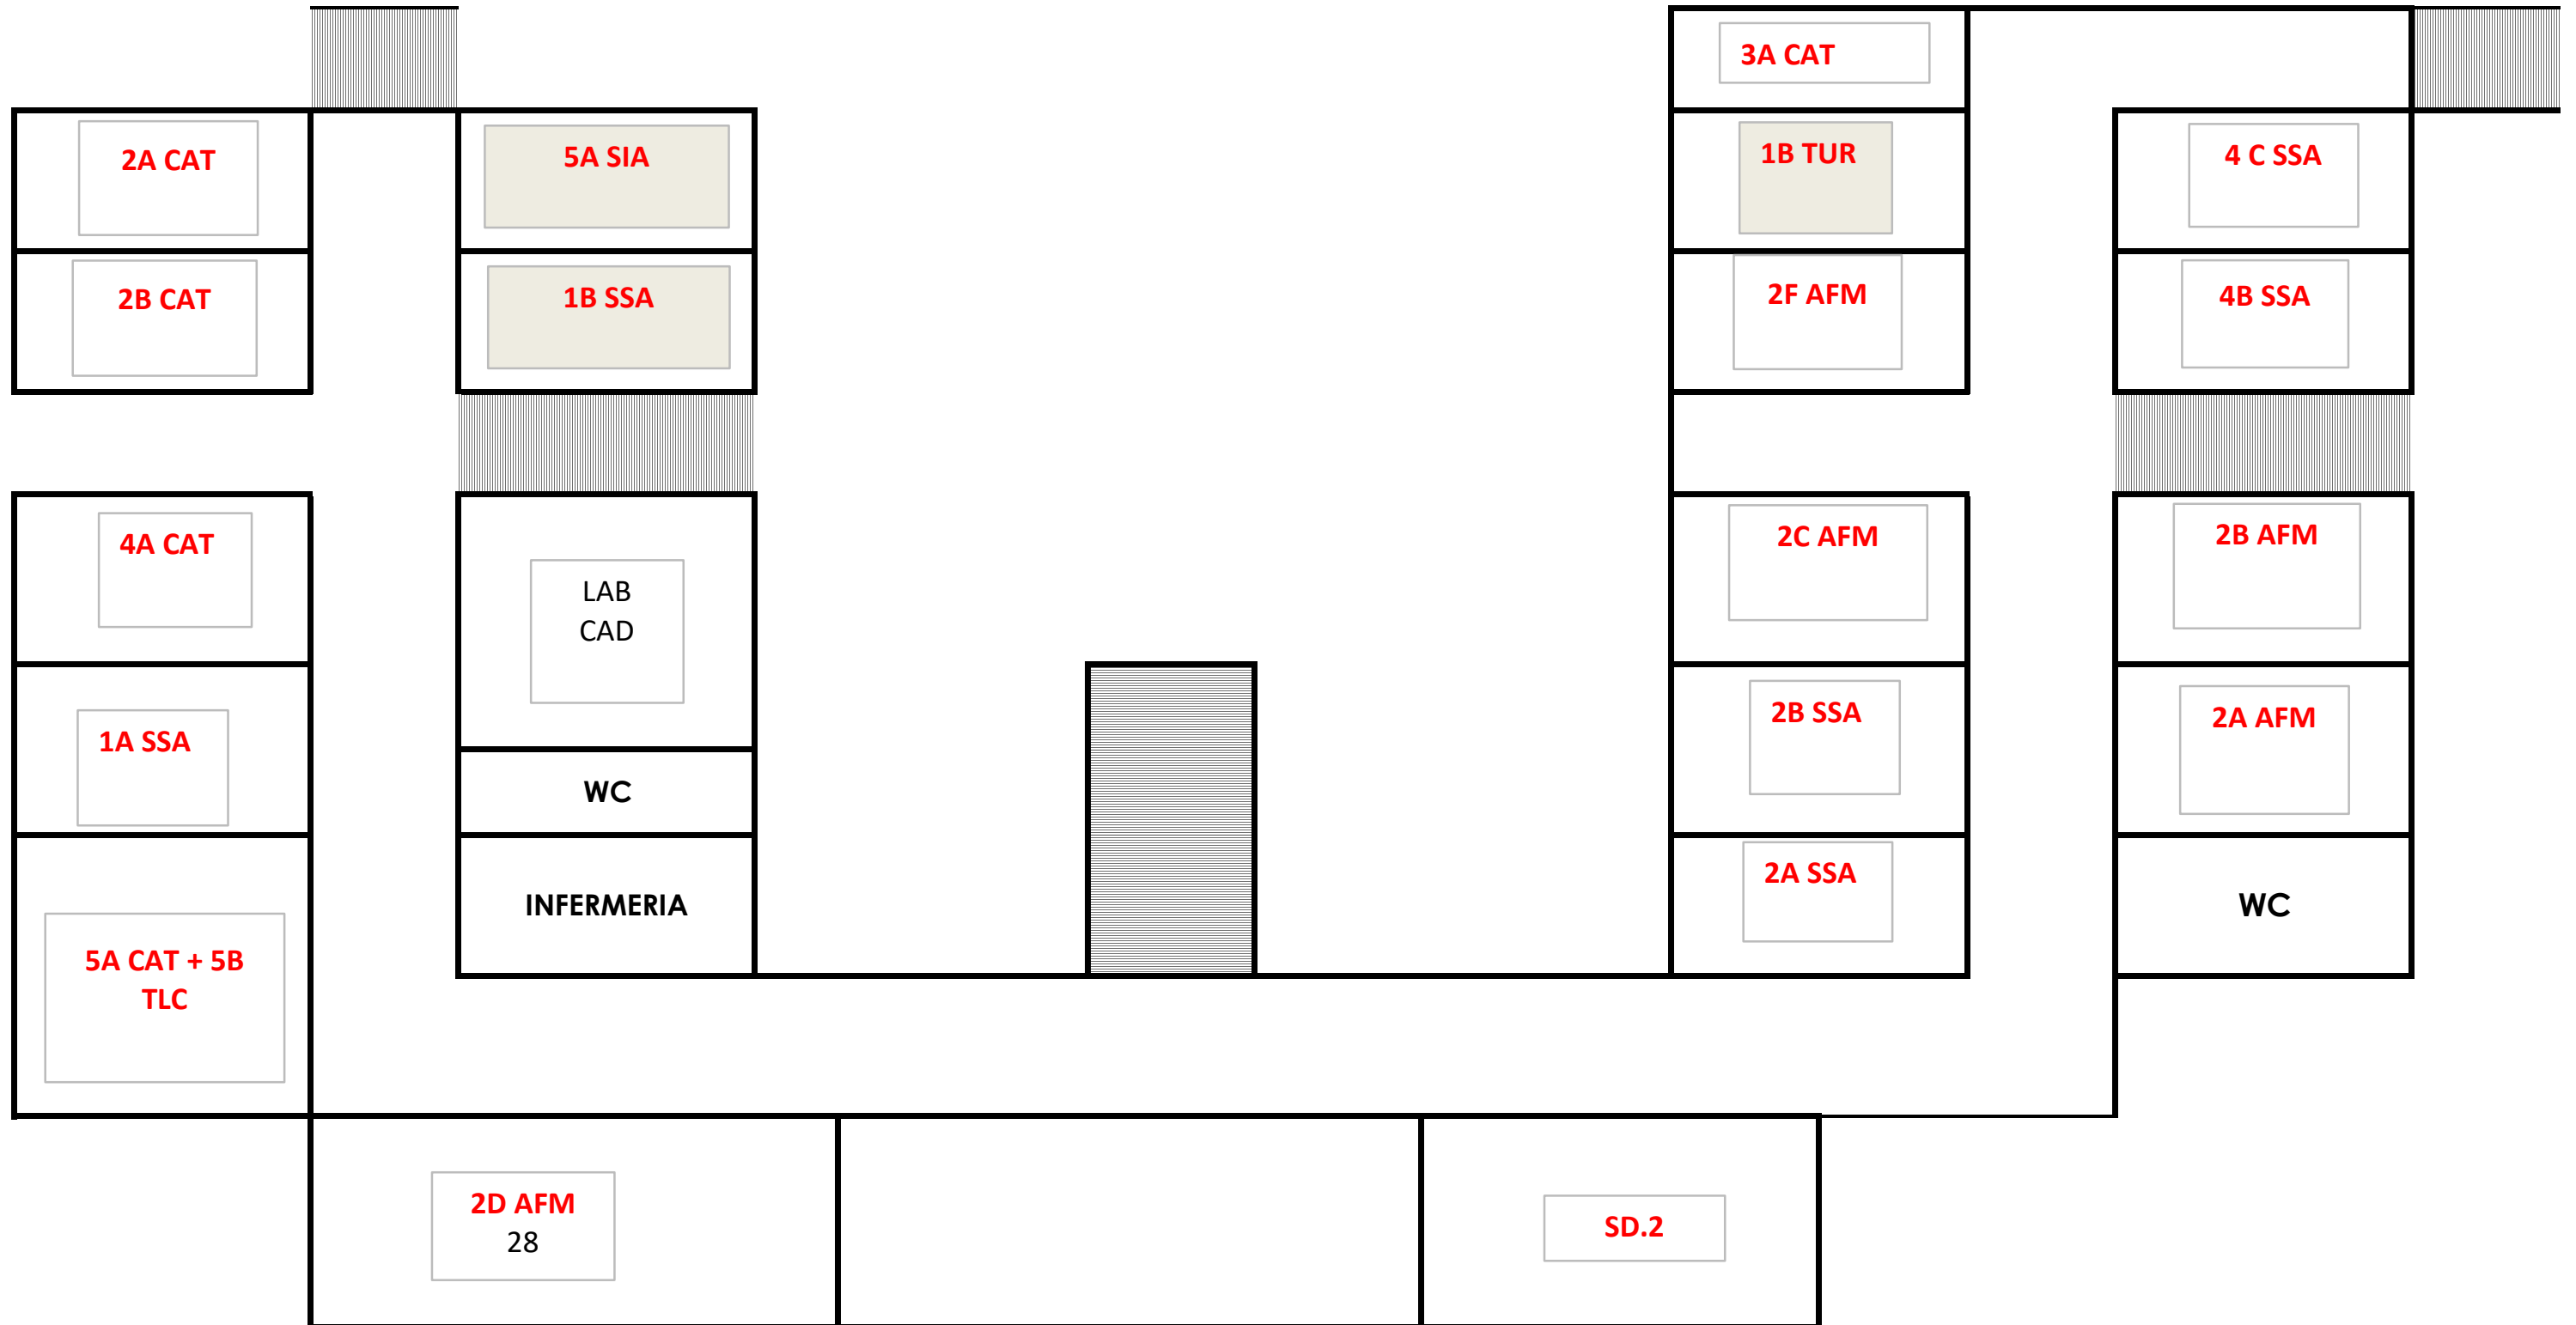 3A CAT
2A CAT
5A SIA
1B TUR
4 C SSA
2B CAT
1B SSA
2F AFM
4B SSA
4A CAT
LAB
CAD
2C AFM
2B AFM
1A SSA
WC
2B SSA
2A AFM
INFERMERIA
2A SSA
WC
5A CAT + 5B
TLC
2D AFM
28
SD.2